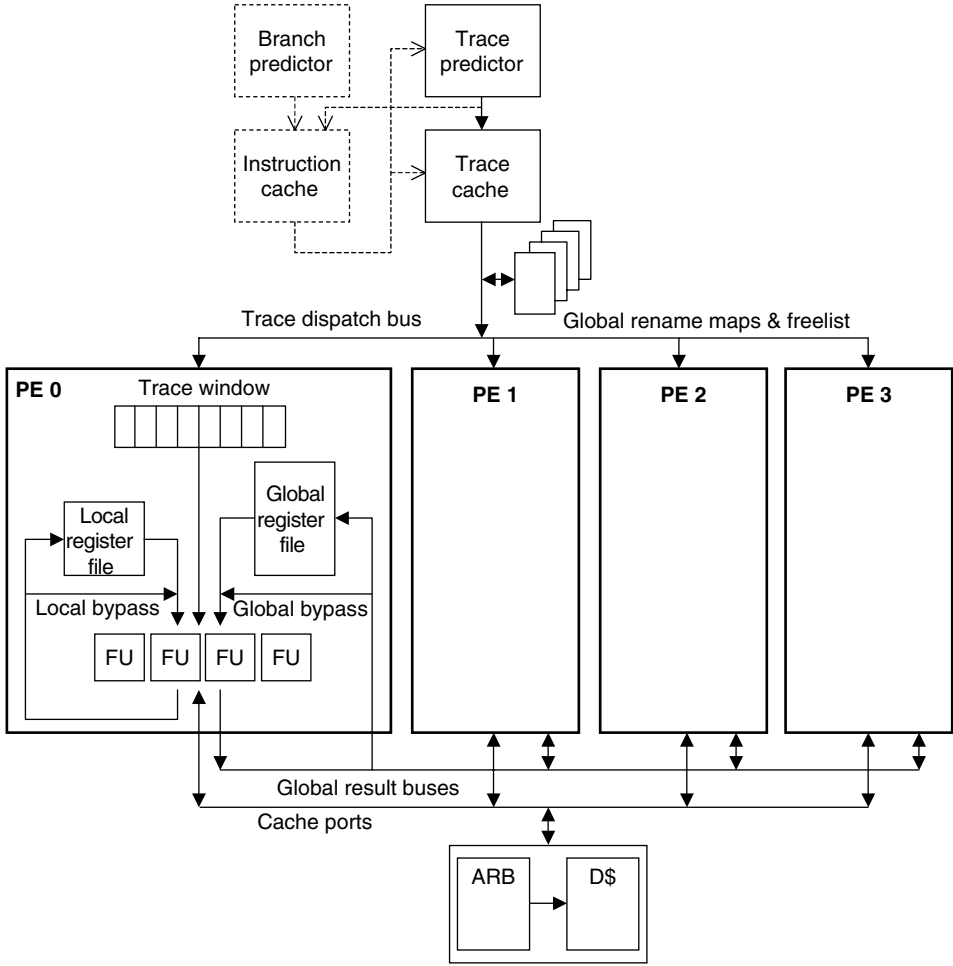 Branch
predictor
Trace
predictor
Instruction
cache
Trace
cache
Trace dispatch bus
Global rename maps & freelist
PE 0
Trace window
PE 1
PE 2
PE 3
Local
register
file
Global
register
file
Local bypass
Global bypass
FU
FU
FU
FU
Global result buses
Cache ports
ARB
D$